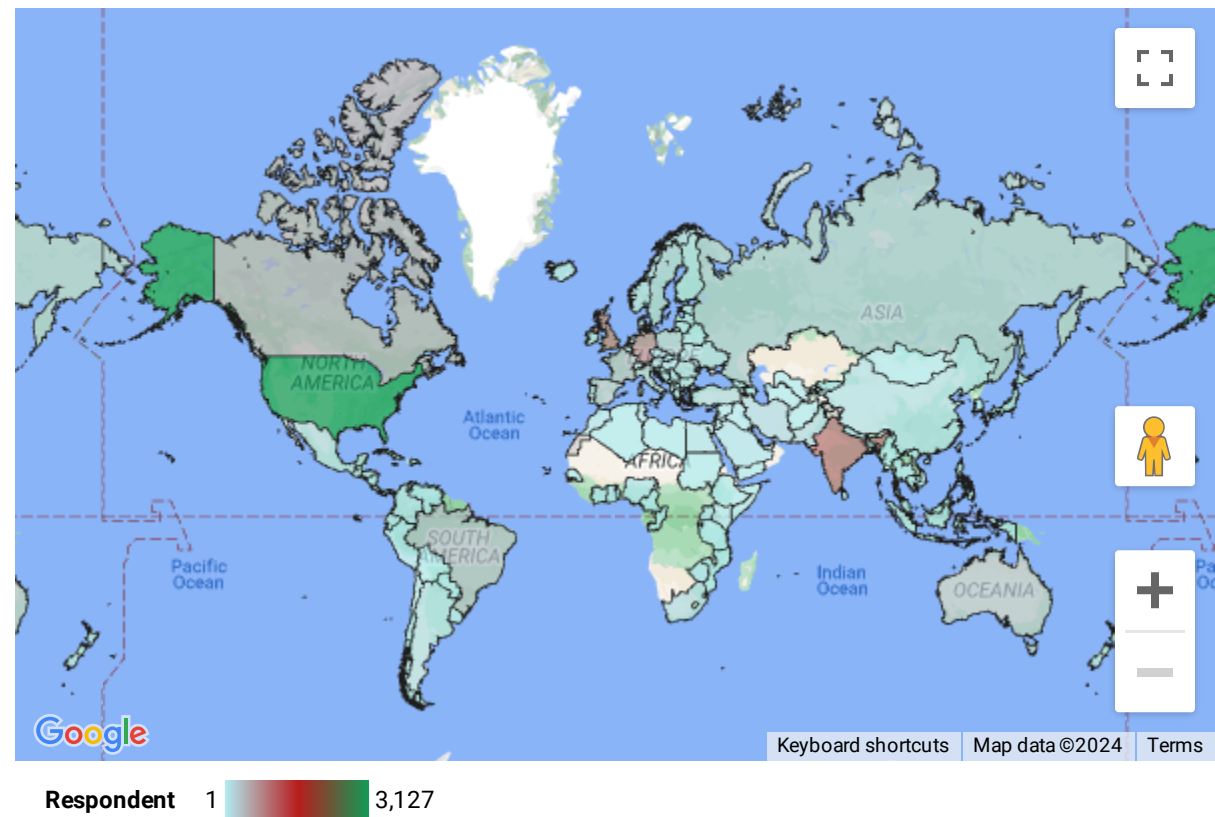 ASIA
NORTH
AMERICA
Atlantic
Ocean
AFRICA
SOUTH
AMERICA
Pacific
Ocean
Indian
Ocean
OCEANIA
Google
Keyboard shortcuts
Map data ©2024
Terms
Respondent 1 3,127